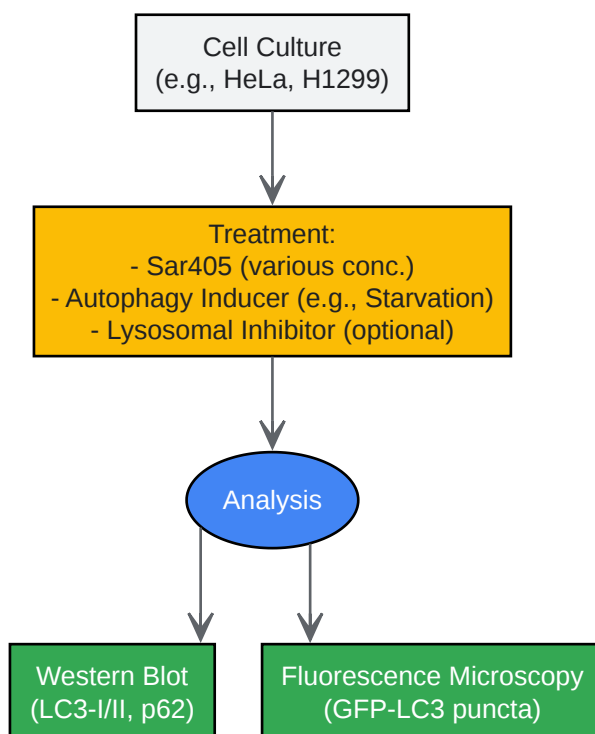 Cell Culture
(e.g., HeLa, H1299)
Treatment:
- Sar405 (various conc.)
- Autophagy Inducer (e.g., Starvation)
- Lysosomal Inhibitor (optional)
Analysis
Western Blot
(LC3-I/II, p62)
Fluorescence Microscopy
(GFP-LC3 puncta)